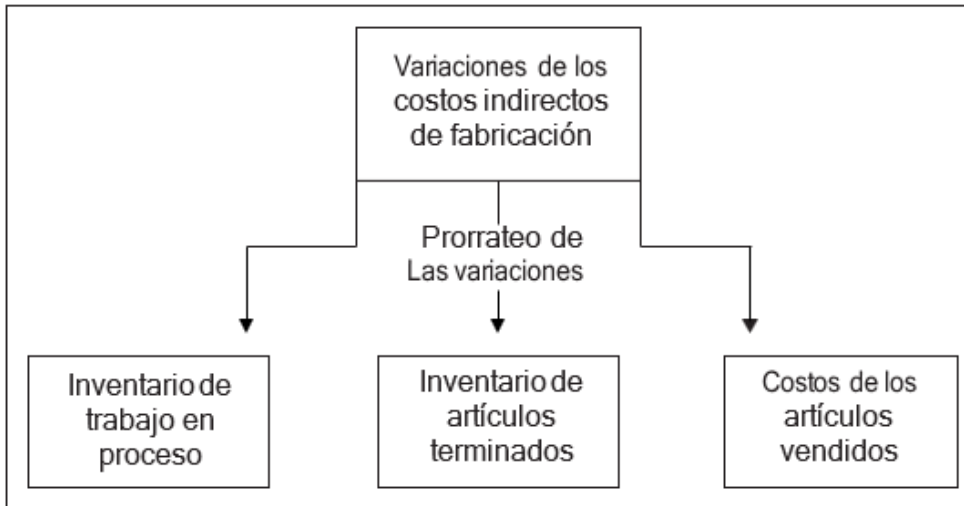 Variaciones de los
costos indirectos
de fabricación
Prorrateo de
Las variaciones
Inventario de
trabajo en
proceso
Inventario de
artículos
terminados
Costos de los
artículos
vendidos